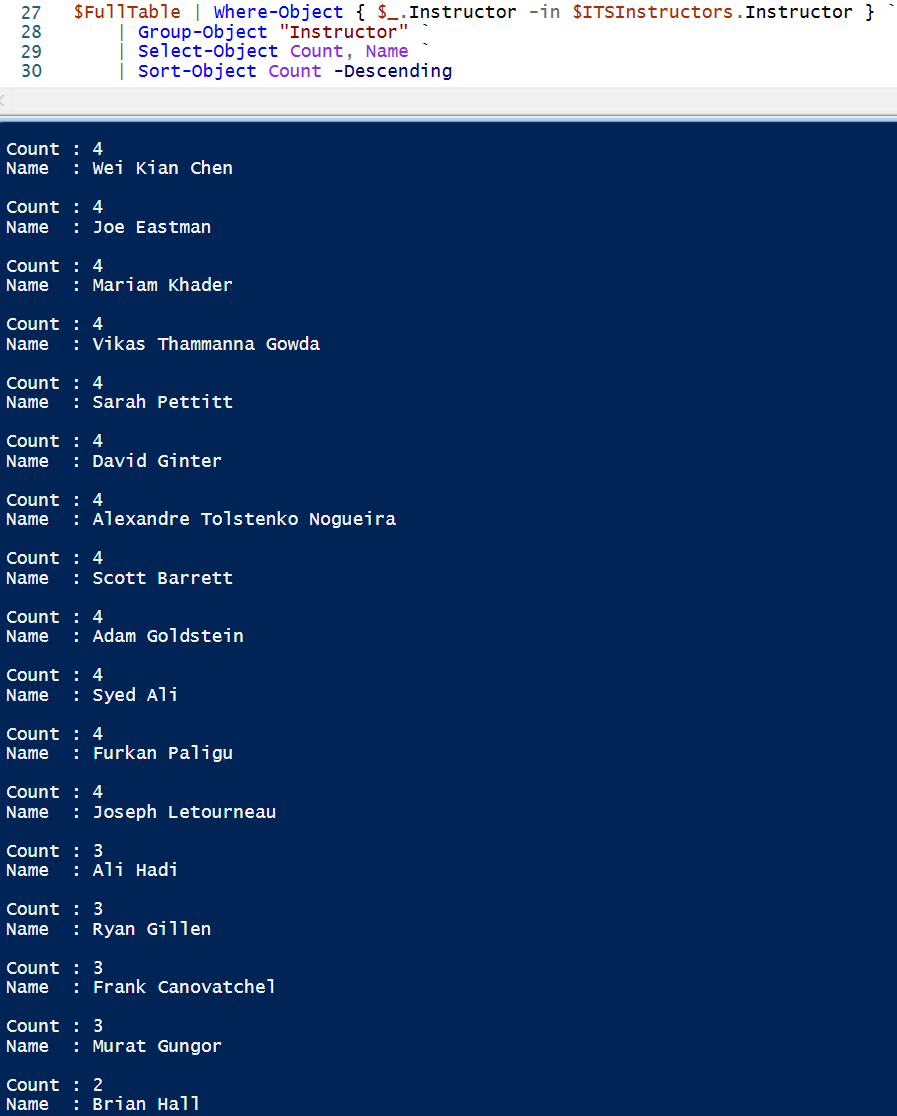 27 $FullTable | Where-Object { $_.Instructor -in $ITSInstructors.Instructor } `
28 | Group-Object "Instructor" `
29 | Select-Object Count, Name `
30 | Sort-Object Count -Descending
Count : 4
Name  : Wei Kian Chen
Count : 4
Name  : Joe Eastman
Count : 4
Name  : Mariam Khader
Count : 4
Name  : Vikas Thammanna Gowda
Count : 4
Name  : Sarah Pettitt
Count : 4
Name  : David Ginter
Count : 4
Name  : Alexandre Tolstenko Nogueira
Count : 4
Name  : Scott Barrett
Count : 4
Name  : Adam Goldstein
Count : 4
Name  : Syed Ali
Count : 4
Name  : Furkan Paligu
Count : 4
Name  : Joseph Letourneau
Count : 3
Name  : Ali Hadi
Count : 3
Name  : Ryan Gillen
Count : 3
Name  : Frank Canovatchel
Count : 3
Name  : Murat Gungor
Count : 2
Name  : Brian Hall